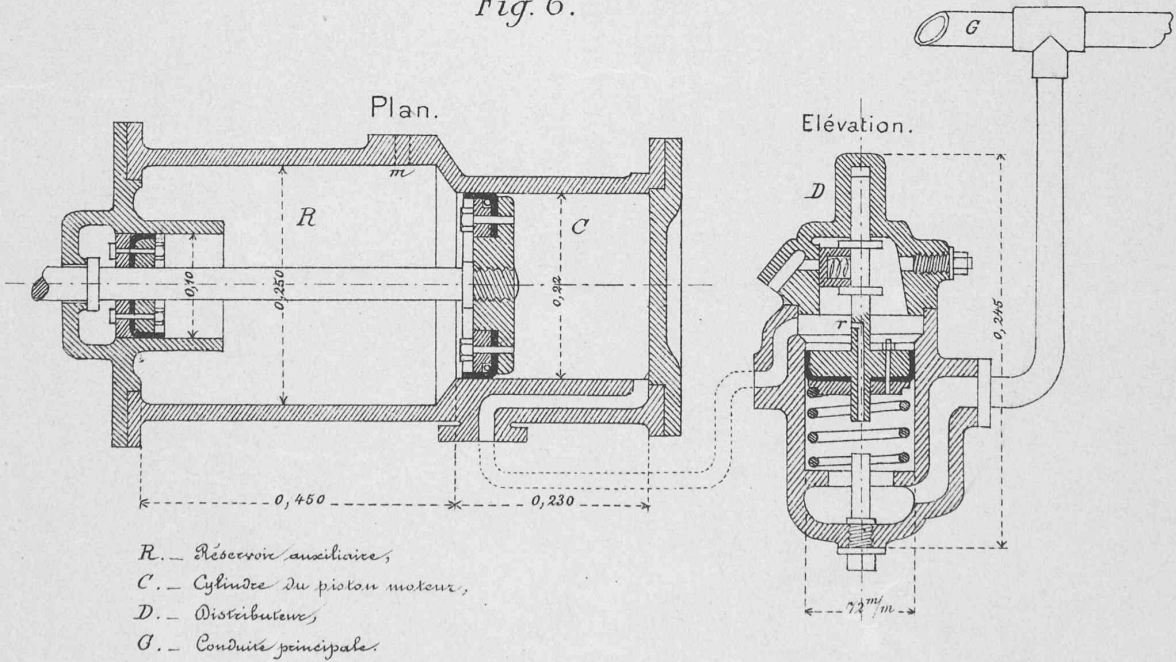 Fig. 6.
G
Plan.
Elévation.
m
D
R
C
0,10
0,250
0,22
r
0,245
0,450
0,230
72 m/m
R. _ Réservoir auxiliaire,
C. _ Cylindre du piston moteur,
D. _ Distributeur,
G. _ Conduite principale.